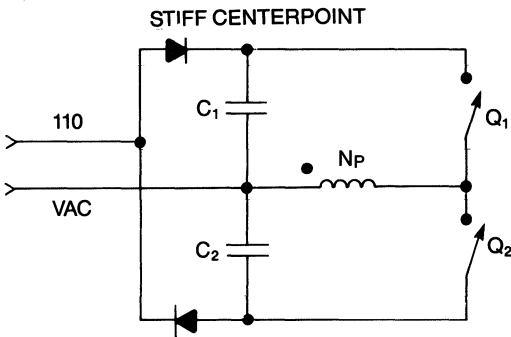 STIFF CENTERPOINT
C₁
Q₁
110
Nₚ
VAC
C₂
Q₂